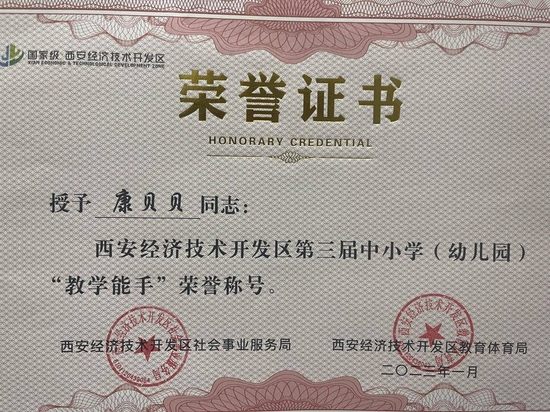 国家级 西安经济技术开发区
XI'AN ECONOMIC & TECHNOLOGICAL DEVELOPMENT ZONE
荣誉证书
HONORARY CREDENTIAL
授予 康贝贝 同志:
西安经济技术开发区第三届中小学(幼儿园)
“教学能手”荣誉称号。
西安经济技术开发区社会事业服务局 西安经济技术开发区教育体育局
二〇二三年一月